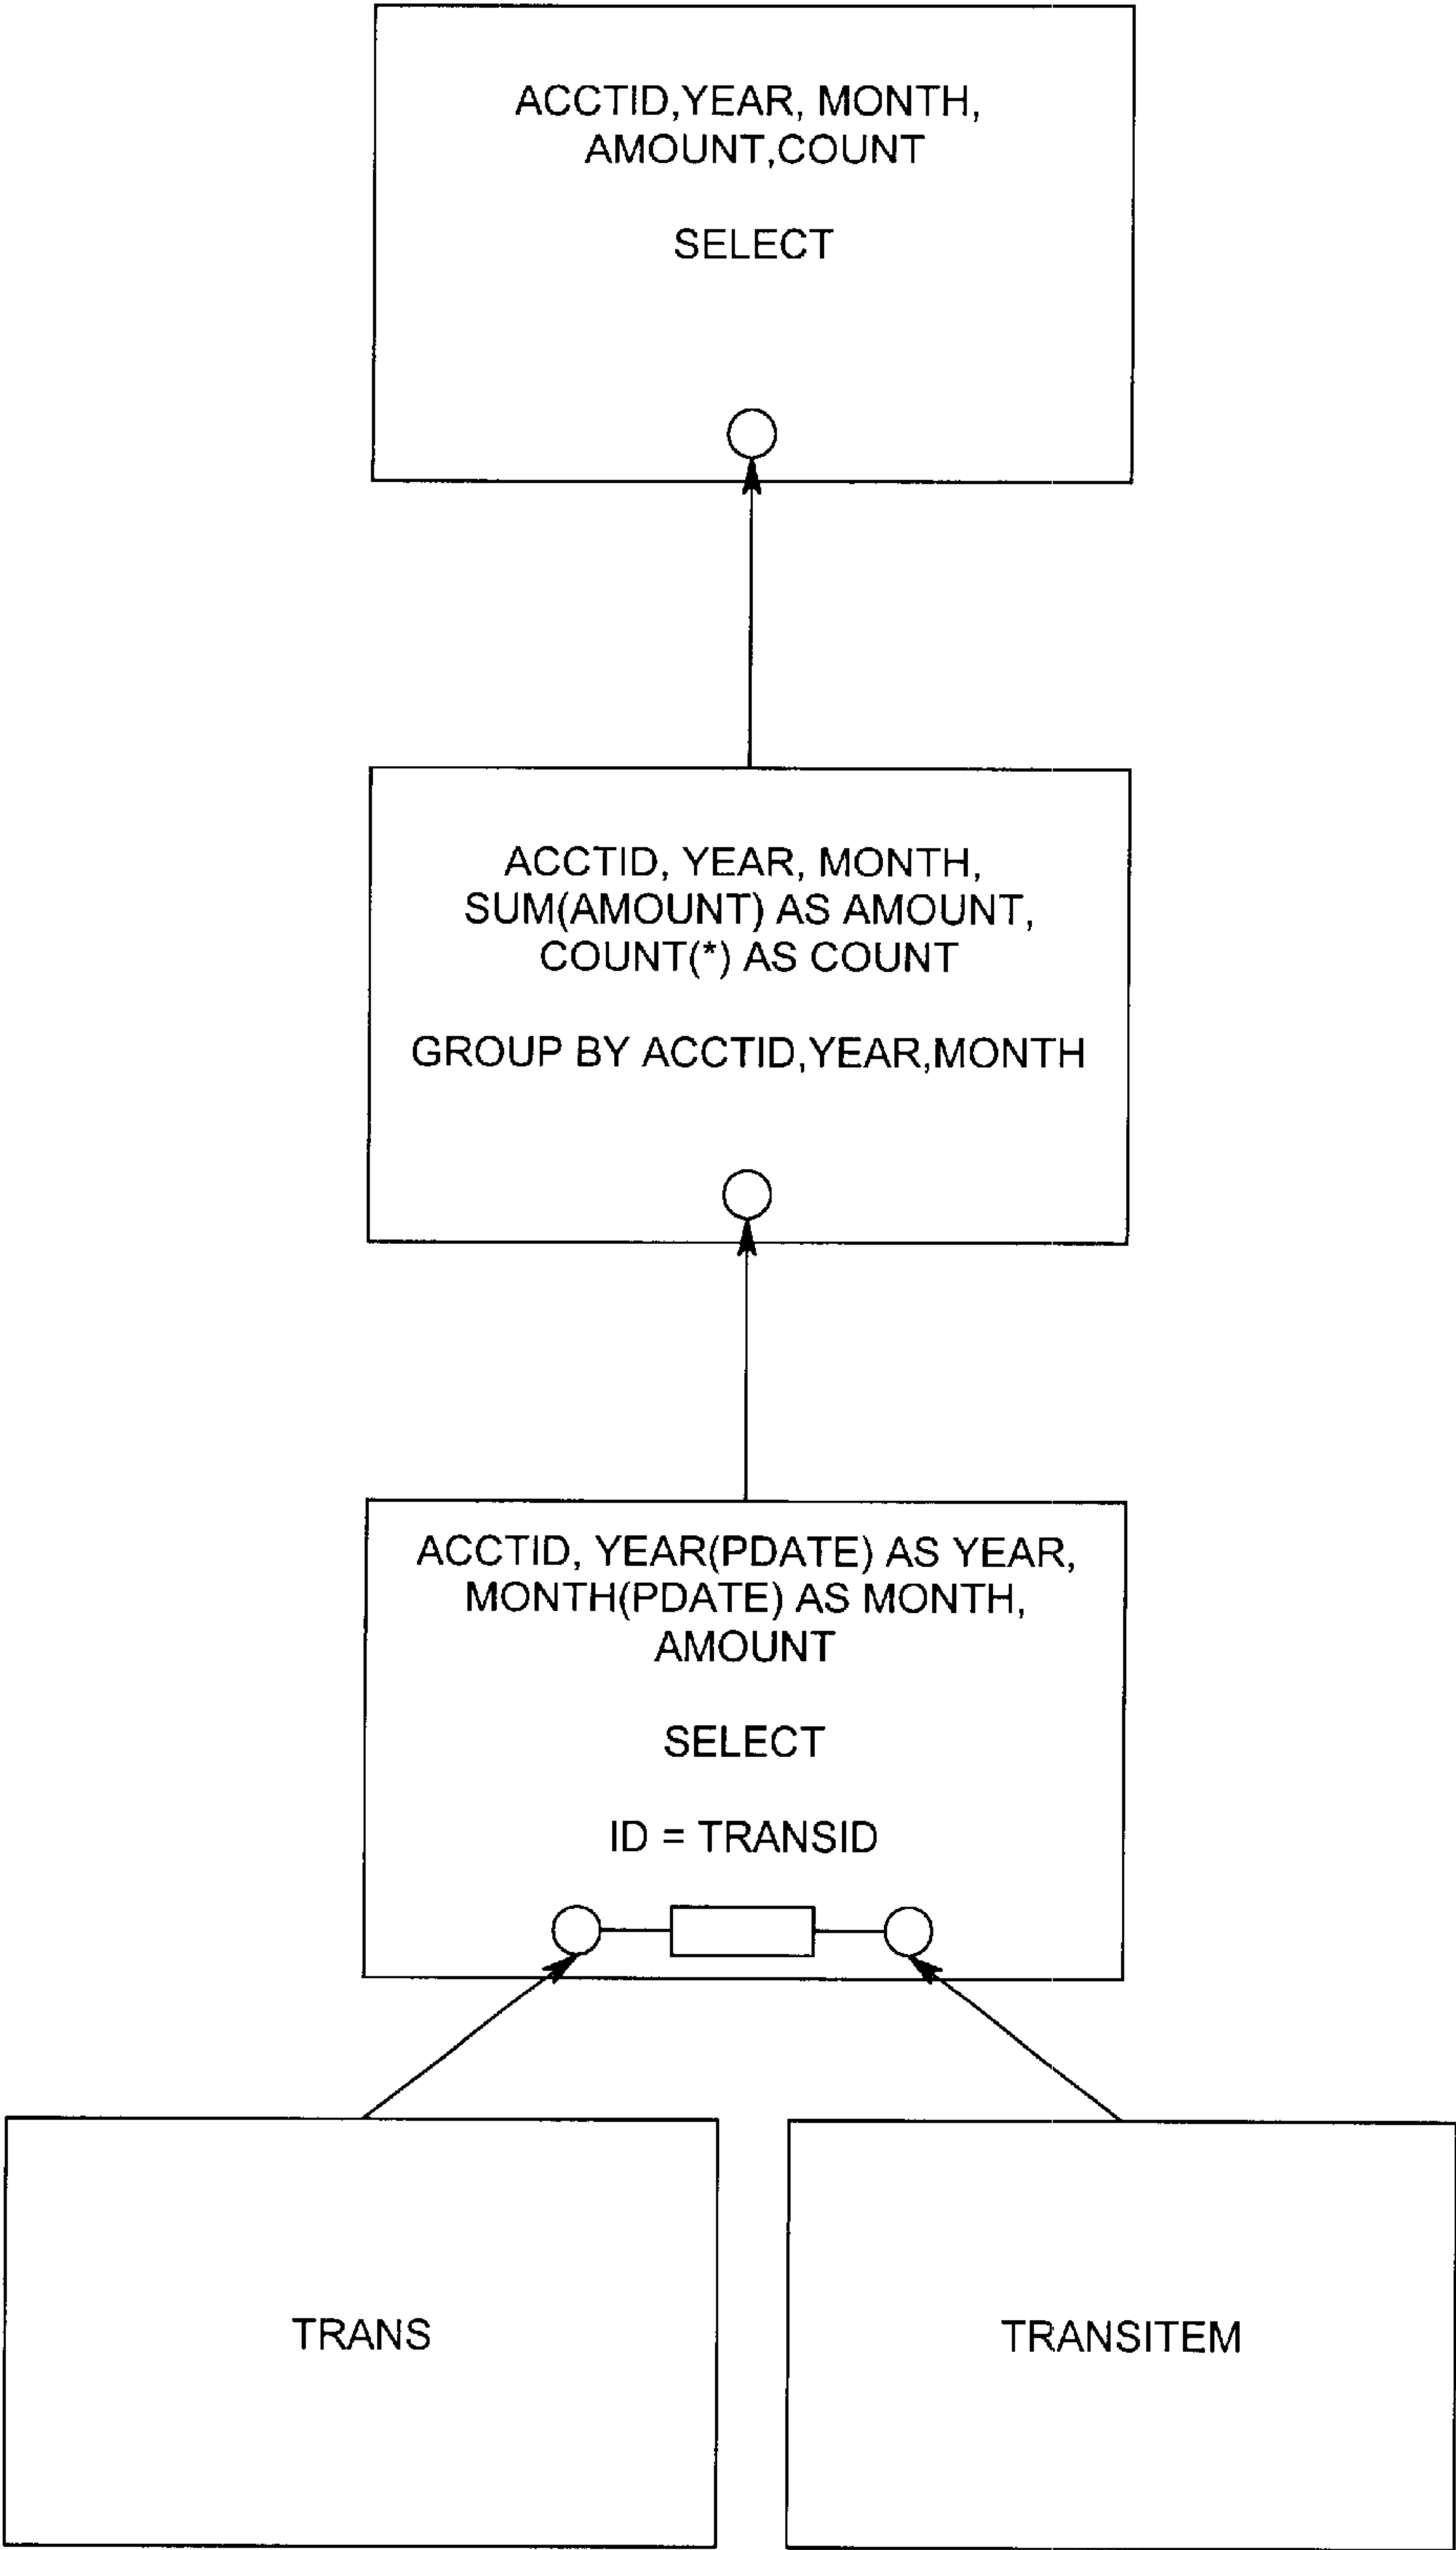 ACCTID,YEAR, MONTH,
AMOUNT,COUNT
SELECT
ACCTID, YEAR, MONTH,
SUM(AMOUNT) AS AMOUNT,
COUNT(*) AS COUNT
GROUP BY ACCTID,YEAR,MONTH
ACCTID, YEAR(PDATE) AS YEAR,
MONTH(PDATE) AS MONTH,
AMOUNT
SELECT
ID = TRANSID
TRANS
TRANSITEM